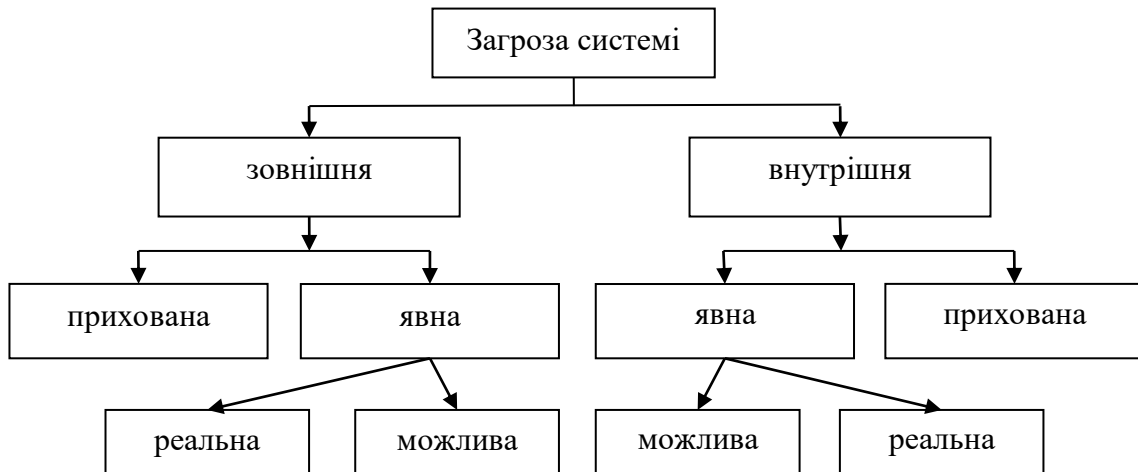 Загроза системі
зовнішня
внутрішня
прихована
явна
явна
прихована
реальна
можлива
можлива
реальна